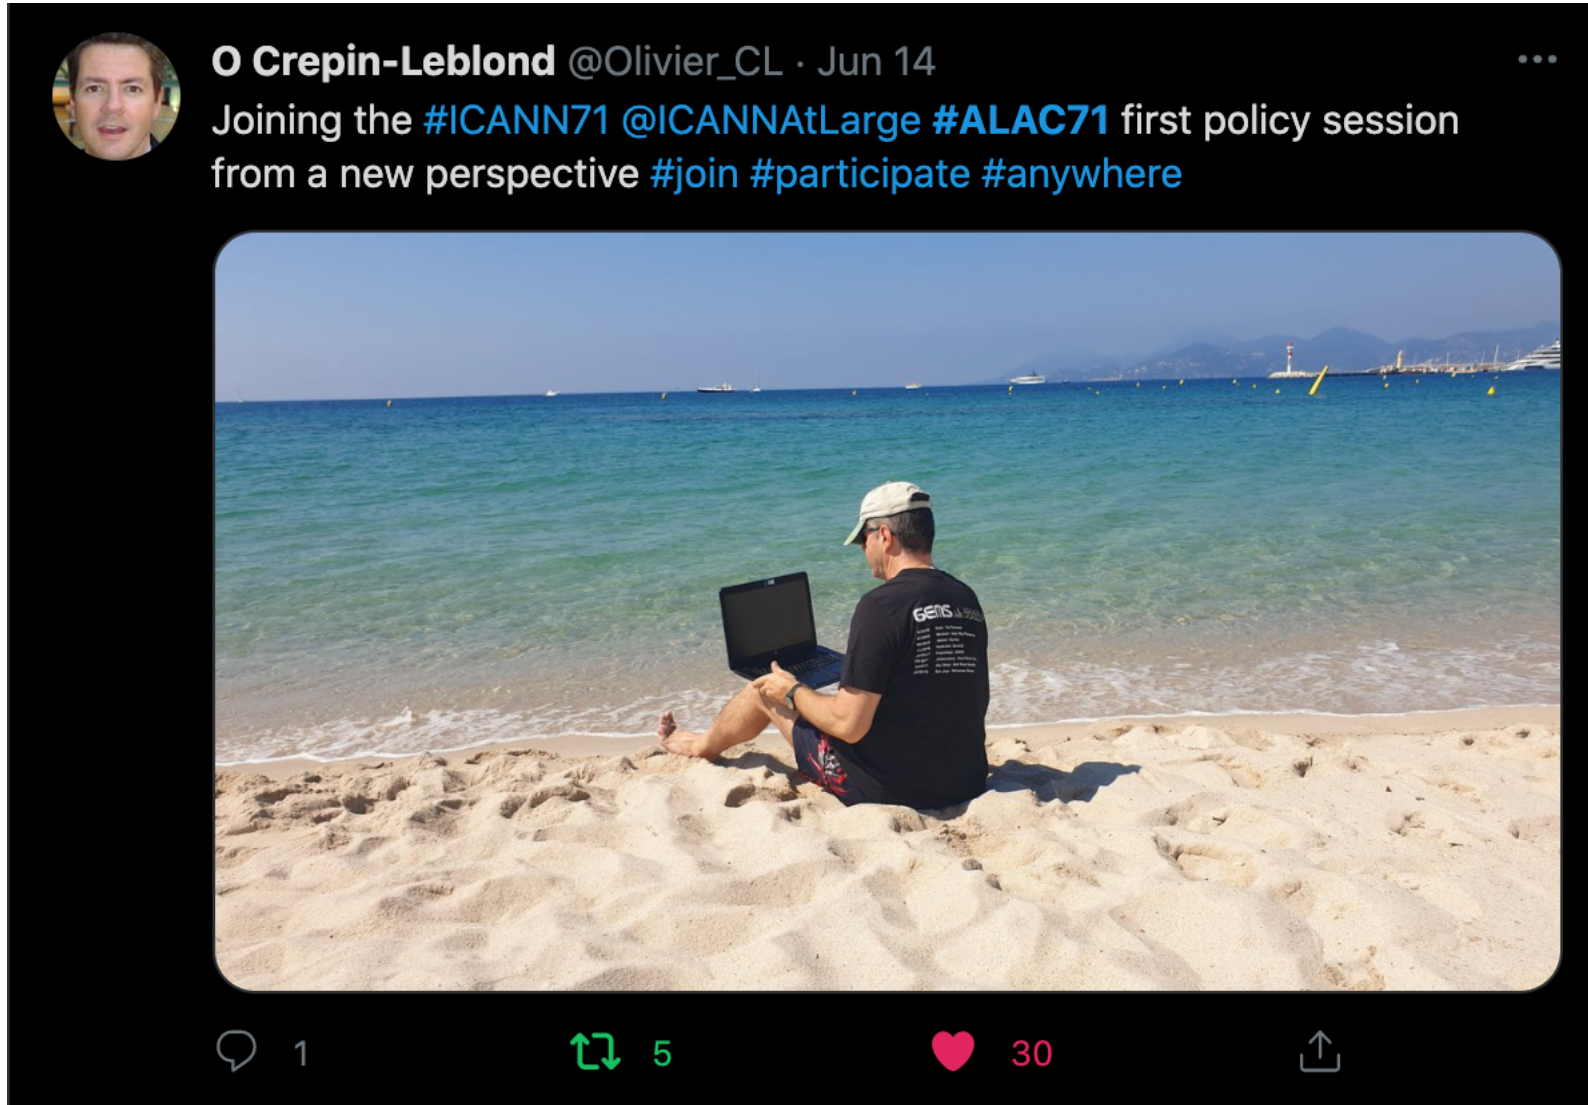 O Crepin-Leblond @Olivier_CL · Jun 14
Joining the #ICANN71 @ICANNAtLarge #ALAC71 first policy session
from a new perspective #join #participate #anywhere
GEMS
1
5
30